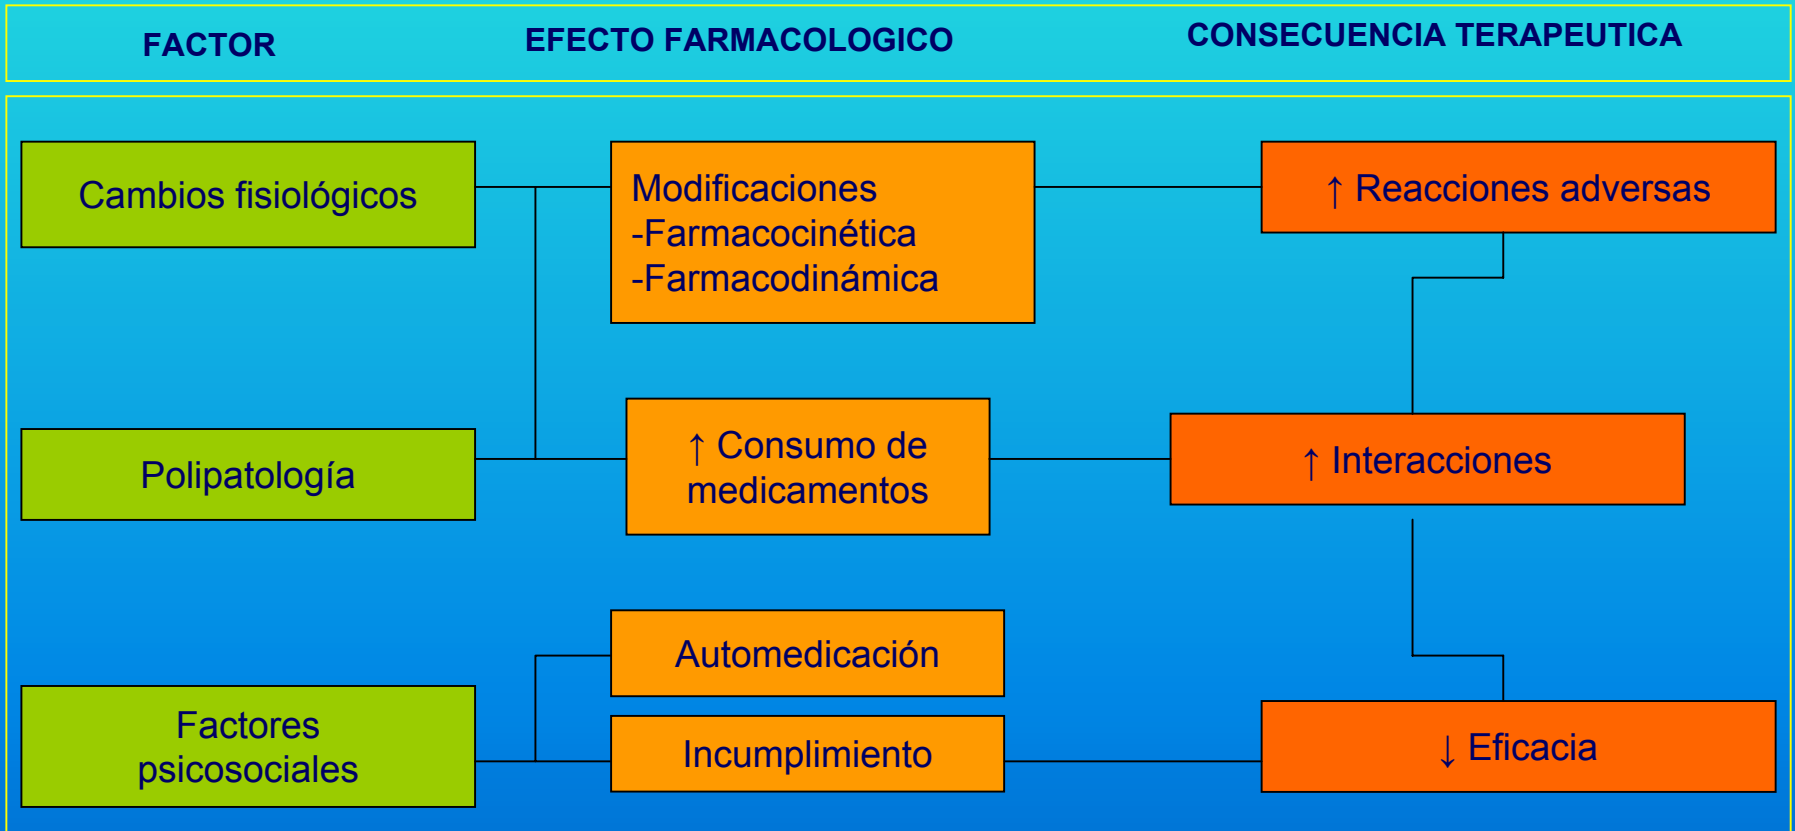 FACTOR
EFECTO FARMACOLOGICO
CONSECUENCIA TERAPEUTICA
Cambios fisiológicos
Modificaciones
-Farmacocinética
-Farmacodinámica
↑ Reacciones adversas
Polipatología
↑ Consumo de
medicamentos
↑ Interacciones
Factores
psicosociales
Automedicación
Incumplimiento
↓ Eficacia